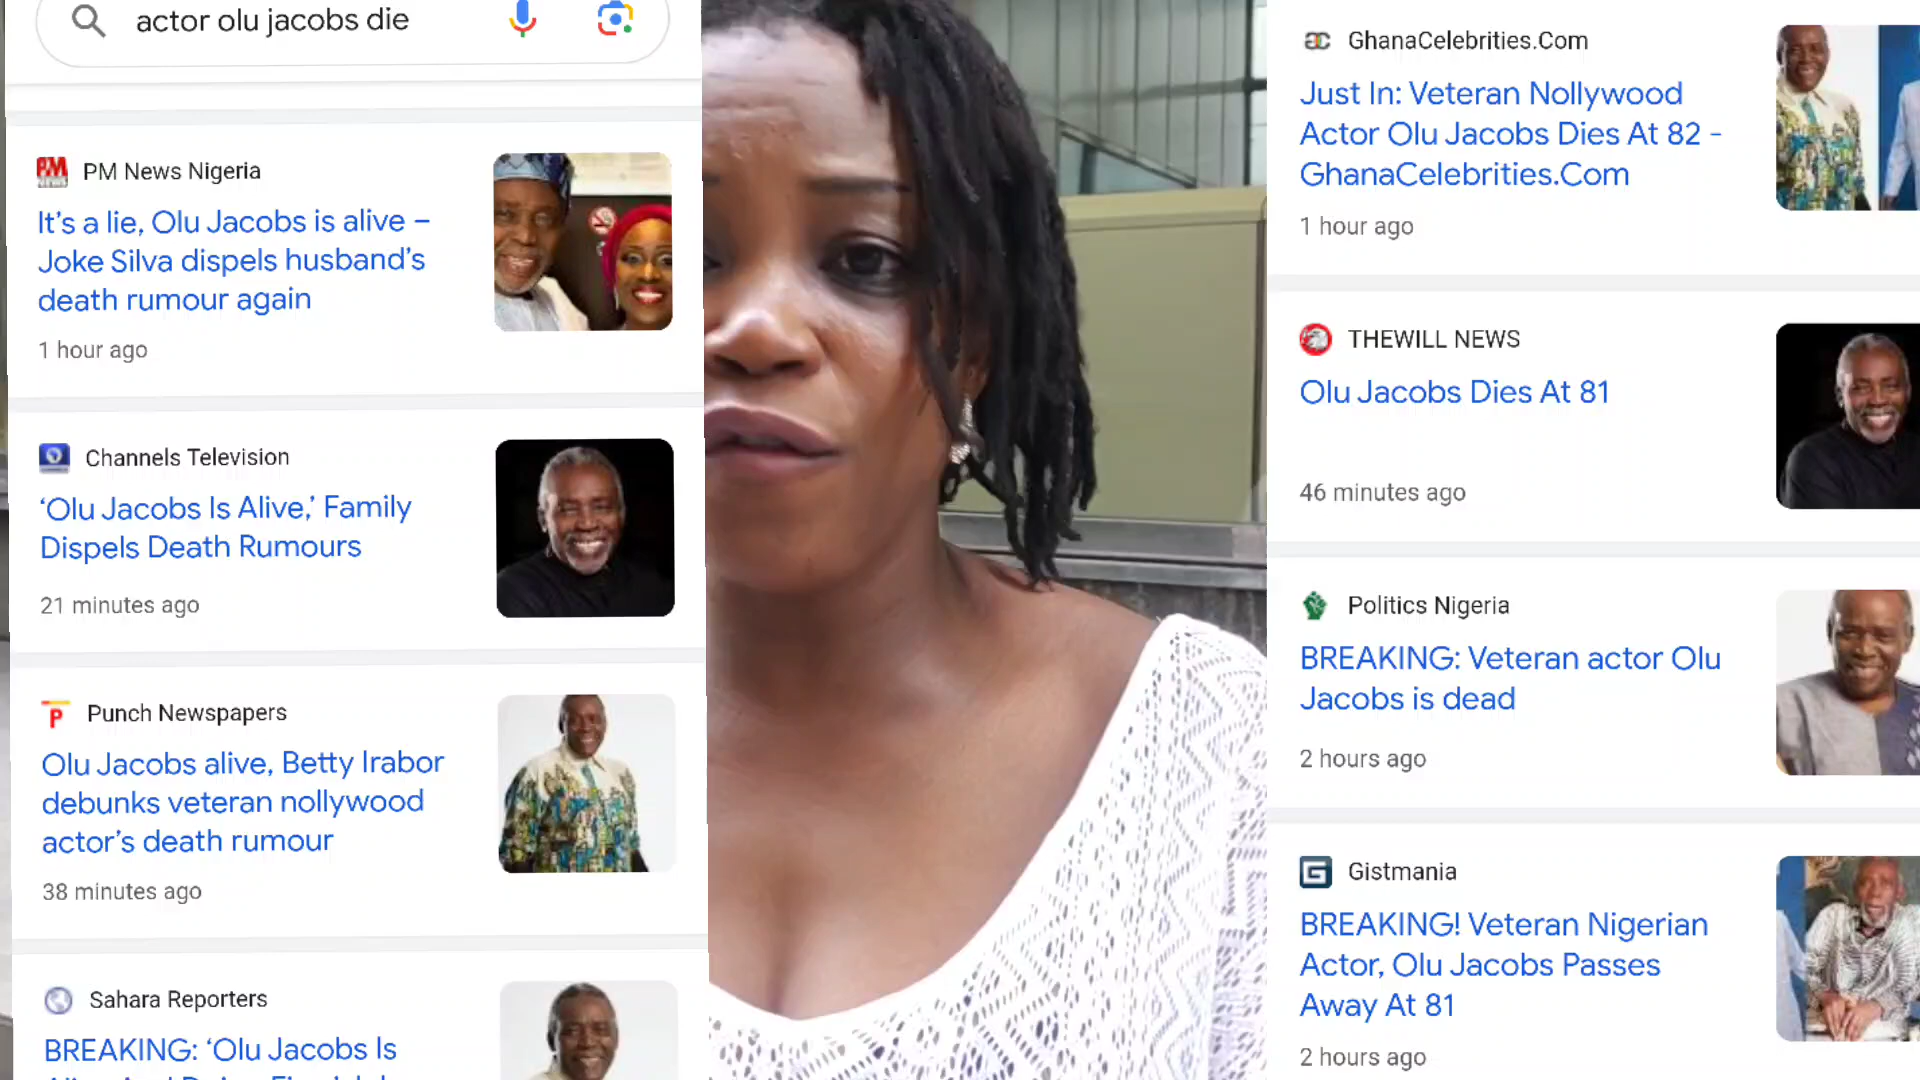 actor olu jacobs die
PM News Nigeria
It's a lie, Olu Jacobs is alive –
Joke Silva dispels husband's
death rumour again
1 hour ago
Channels Television
‘Olu Jacobs Is Alive,’ Family
Dispels Death Rumours
21 minutes ago
Punch Newspapers
Olu Jacobs alive, Betty Irabor
debunks veteran nollywood
actor's death rumour
38 minutes ago
Sahara Reporters
BREAKING: ‘Olu Jacobs Is
GhanaCelebrities.Com
Just In: Veteran Nollywood
Actor Olu Jacobs Dies At 82 -
GhanaCelebrities.Com
1 hour ago
THEWILL NEWS
Olu Jacobs Dies At 81
46 minutes ago
Politics Nigeria
BREAKING: Veteran actor Olu
Jacobs is dead
2 hours ago
Gistmania
BREAKING! Veteran Nigerian
Actor, Olu Jacobs Passes
Away At 81
2 hours ago